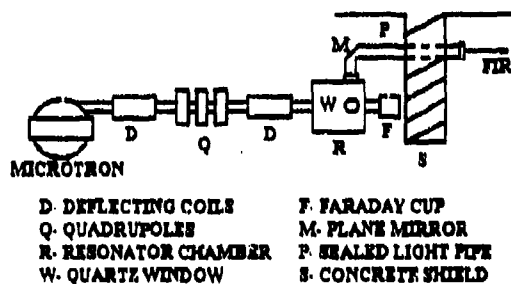 P
M
FIR
W
D
Q
D
R
F
S
MICROTRON
D- DEFLECTING COILS
Q- QUADRUPOLES
R- RESONATOR CHAMBER
W- QUARTZ WINDOW
F- FARADAY CUP
M- PLANE MIRROR
P- SEALED LIGHT PIPE
S- CONCRETE SHIELD